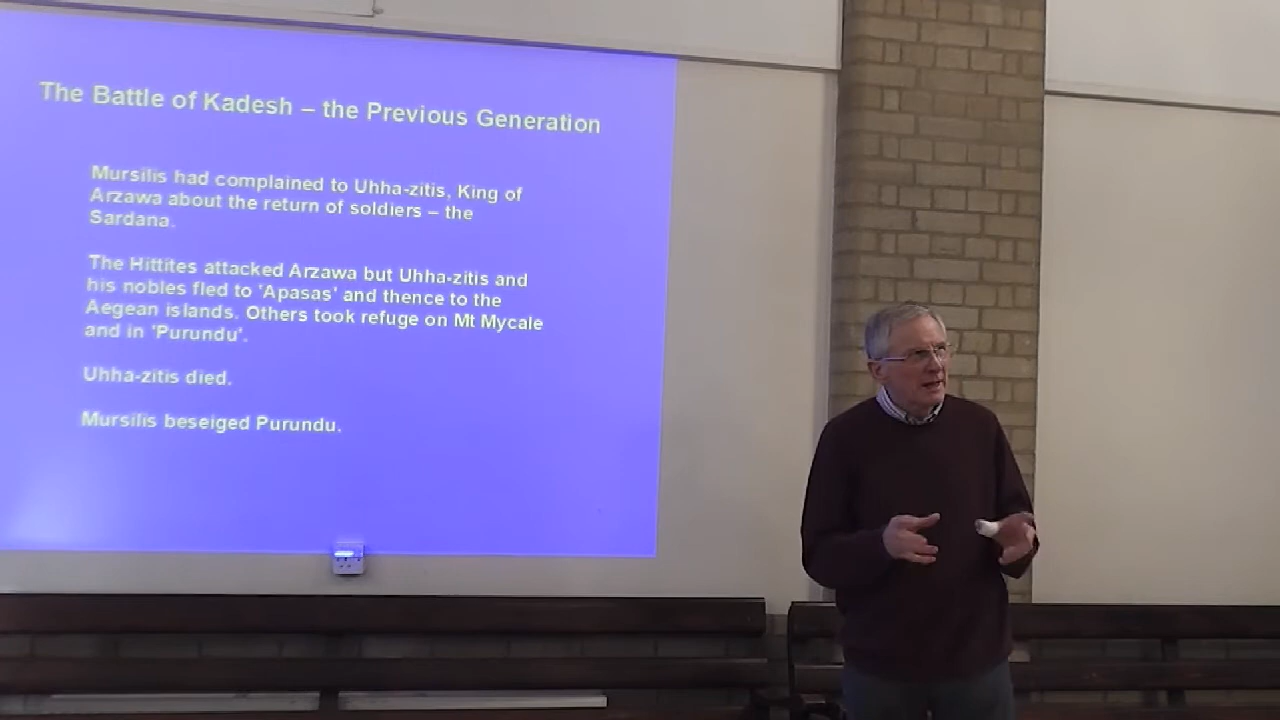 The Battle of Kadesh – the Previous Generation
Mursilis had complained to Uhha-zitis, King of
Arzawa about the return of soldiers – the
Sardana.
The Hittites attacked Arzawa but Uhha-zitis and
his nobles fled to 'Apasas' and thence to the
Aegean islands. Others took refuge on Mt Mycale
and in 'Purundu'.
Uhha-zitis died.
Mursilis beseiged Purundu.